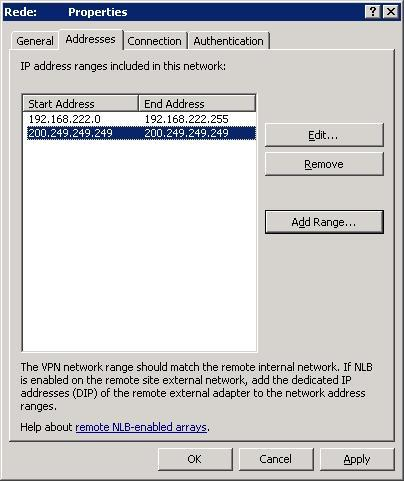 Rede: Properties
General Addresses Connection Authentication
IP address ranges included in this network:
Start Address End Address
192.168.222.0 192.168.222.255
200.249.249.249 200.249.249.249
Edit...
Remove
Add Range...
The VPN network range should match the remote internal network. If NLB
is enabled on the remote site external network, add the dedicated IP
addresses (DIP) of the remote external adapter to the network address
ranges.
Help about remote NLB-enabled arrays.
OK Cancel Apply